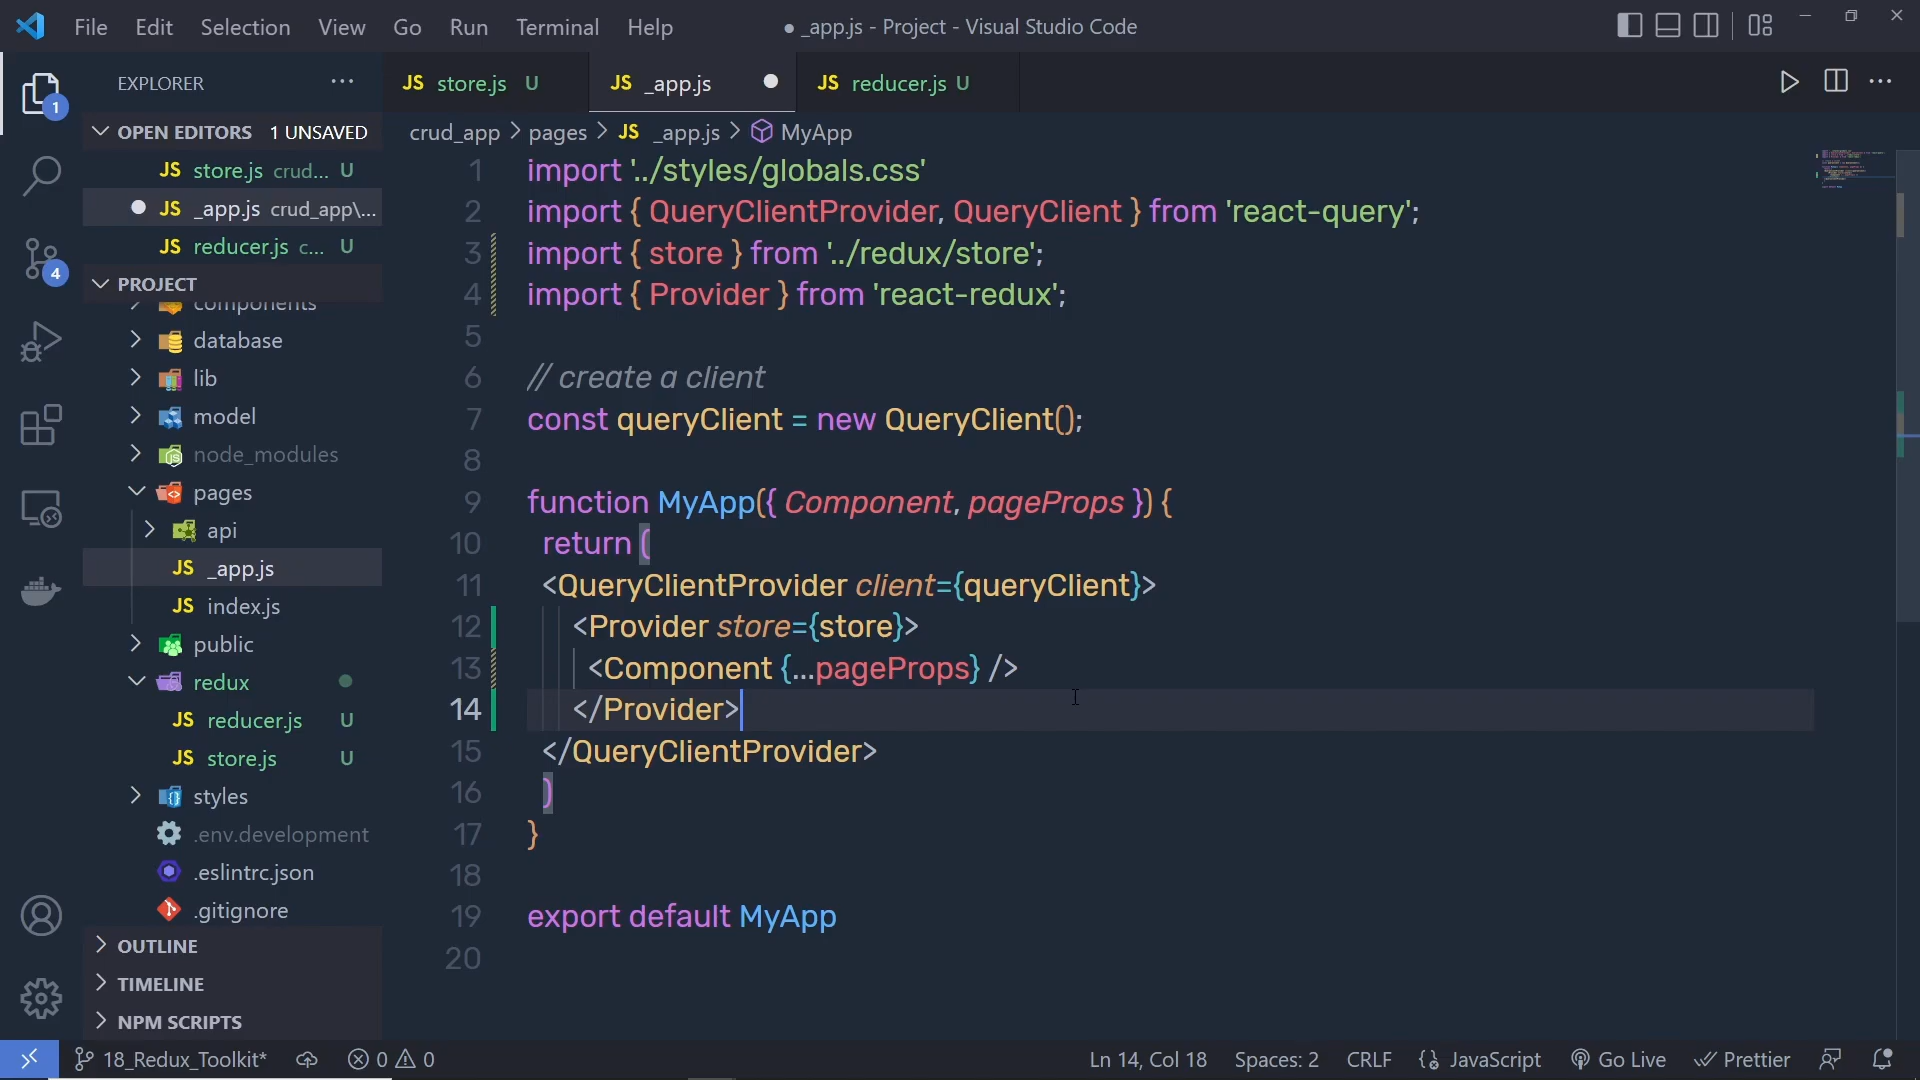 File Edit Selection View Go Run Terminal Help
● _app.js - Project - Visual Studio Code
EXPLORER ...
1
4
OPEN EDITORS 1 UNSAVED
JS store.js crud... U
● JS _app.js crud_app\...
JS reducer.js c... U
PROJECT
components
database
lib
model
node_modules
pages
api
JS _app.js
JS index.js
public
redux
JS reducer.js U
JS store.js U
styles
.env.development
.eslintrc.json
.gitignore
OUTLINE
TIMELINE
NPM SCRIPTS
JS store.js U JS _app.js ● JS reducer.js U
crud_app > pages > JS _app.js > MyApp
1 import '../styles/globals.css'
2 import { QueryClientProvider, QueryClient } from 'react-query';
3 import { store } from '../redux/store';
4 import { Provider } from 'react-redux';
5
6 // create a client
7 const queryClient = new QueryClient();
8
9 function MyApp({ Component, pageProps }) {
10 return (
11 <QueryClientProvider client={queryClient}>
12 <Provider store={store}>
13 <Component {...pageProps} />
14 </Provider>
15 </QueryClientProvider>
16 )
17 }
18
19 export default MyApp
20
18_Redux_Toolkit* 0 0 Ln 14, Col 18 Spaces: 2 CRLF {} JavaScript Go Live Prettier